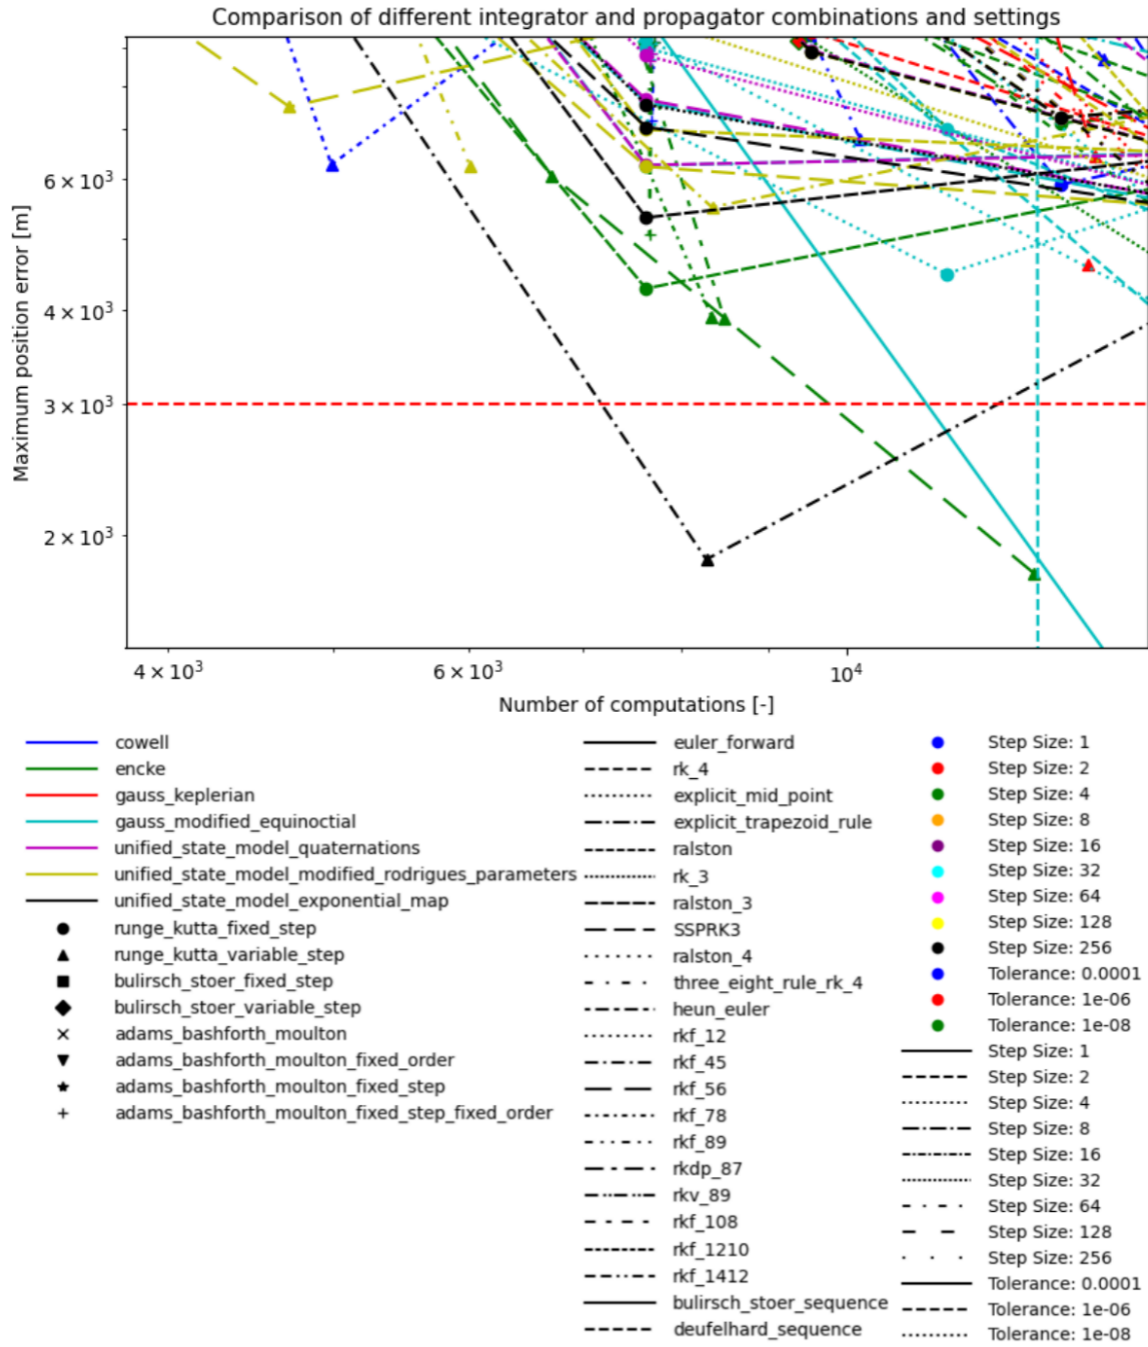 Comparison of different integrator and propagator combinations and settings
Maximum position error [m]
6 × 10³
4 × 10³
3 × 10³
2 × 10³
4 × 10³
6 × 10³
10⁴
Number of computations [-]
cowell
encke
gauss_keplerian
gauss_modified_equinoctial
unified_state_model_quaternations
unified_state_model_modified_rodrigues_parameters
unified_state_model_exponential_map
runge_kutta_fixed_step
runge_kutta_variable_step
bulirsch_stoer_fixed_step
bulirsch_stoer_variable_step
adams_bashforth_moulton
adams_bashforth_moulton_fixed_order
adams_bashforth_moulton_fixed_step
adams_bashforth_moulton_fixed_step_fixed_order
euler_forward
rk_4
explicit_mid_point
explicit_trapezoid_rule
ralston
rk_3
ralston_3
SSPRK3
ralston_4
three_eight_rule_rk_4
heun_euler
rkf_12
rkf_45
rkf_56
rkf_78
rkf_89
rkdp_87
rkv_89
rkf_108
rkf_1210
rkf_1412
bulirsch_stoer_sequence
deufelhard_sequence
Step Size: 1
Step Size: 2
Step Size: 4
Step Size: 8
Step Size: 16
Step Size: 32
Step Size: 64
Step Size: 128
Step Size: 256
Tolerance: 0.0001
Tolerance: 1e-06
Tolerance: 1e-08
Step Size: 1
Step Size: 2
Step Size: 4
Step Size: 8
Step Size: 16
Step Size: 32
Step Size: 64
Step Size: 128
Step Size: 256
Tolerance: 0.0001
Tolerance: 1e-06
Tolerance: 1e-08